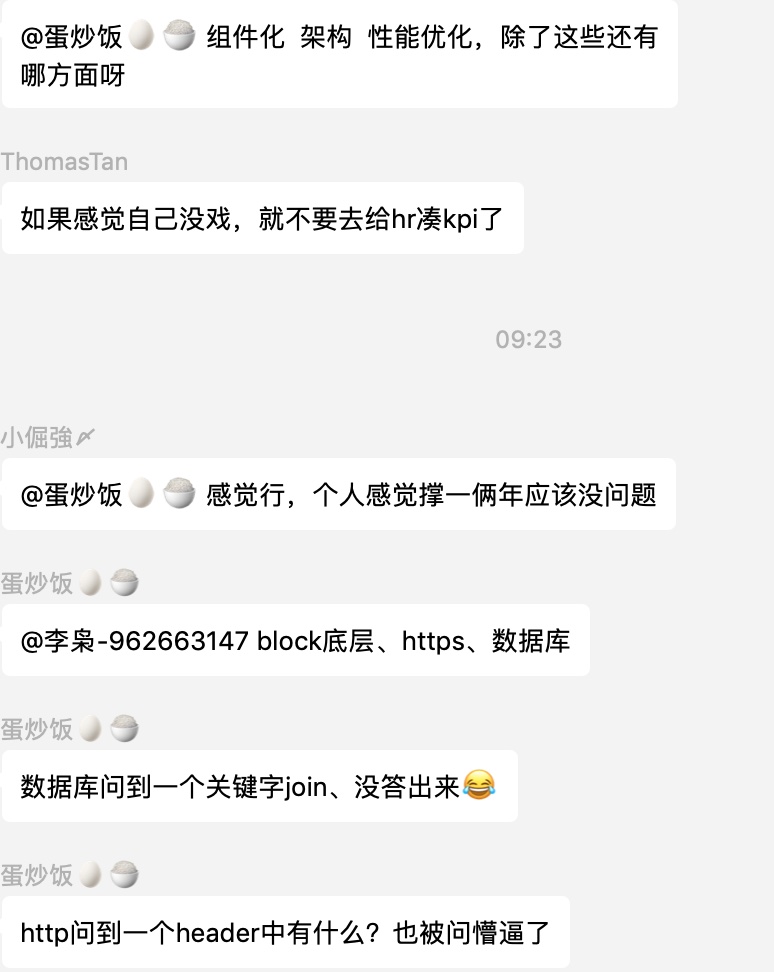 @蛋炒饭🥚🍚 组件化 架构 性能优化，除了这些还有
哪方面呀
ThomasTan
如果感觉自己没戏，就不要去给hr凑kpi了
09:23
小倔強〆
@蛋炒饭🥚🍚 感觉行，个人感觉撑一俩年应该没问题
蛋炒饭🥚🍚
@李枭-962663147 block底层、https、数据库
蛋炒饭🥚🍚
数据库问到一个关键字join、没答出来😂
蛋炒饭🥚🍚
http问到一个header中有什么？也被问懵逼了